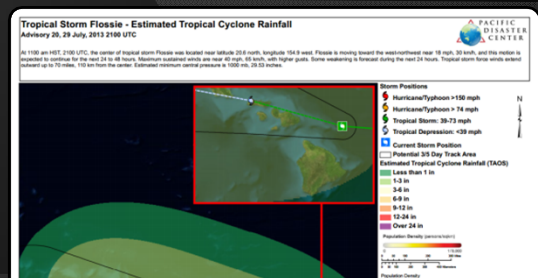 Tropical Storm Flossie - Estimated Tropical Cyclone Rainfall
Advisory 20, 29 July, 2013 2100 UTC
PACIFIC
DISASTER
CENTER
At 1100 am HST, 2100 UTC, the center of tropical storm Flossie was located near latitude 20.6 north, longitude 154.9 west. Flossie is moving toward the west-northwest near 18 mph, 30 km/h, and this motion is
expected to continue for the next 24 to 48 hours. Maximum sustained winds are near 40 mph, 65 km/h, with higher gusts. Some weakening is forecast during the next 24 hours. Tropical storm force winds extend
outward up to 70 miles, 110 km from the center. Estimated minimum central pressure is 1000 mb, 29.53 inches.
Storm Positions
Hurricane/Typhoon >150 mph
Hurricane/Typhoon > 74 mph
Tropical Storm: 39-73 mph
Tropical Depression: <39 mph
Current Storm Position
Potential 3/5 Day Track Area
N
Estimated Tropical Cyclone Rainfall (TAOS)
Less than 1 in
1-3 in
3-6 in
6-9 in
9-12 in
12-24 in
Over 24 in
Population Density
Population Density